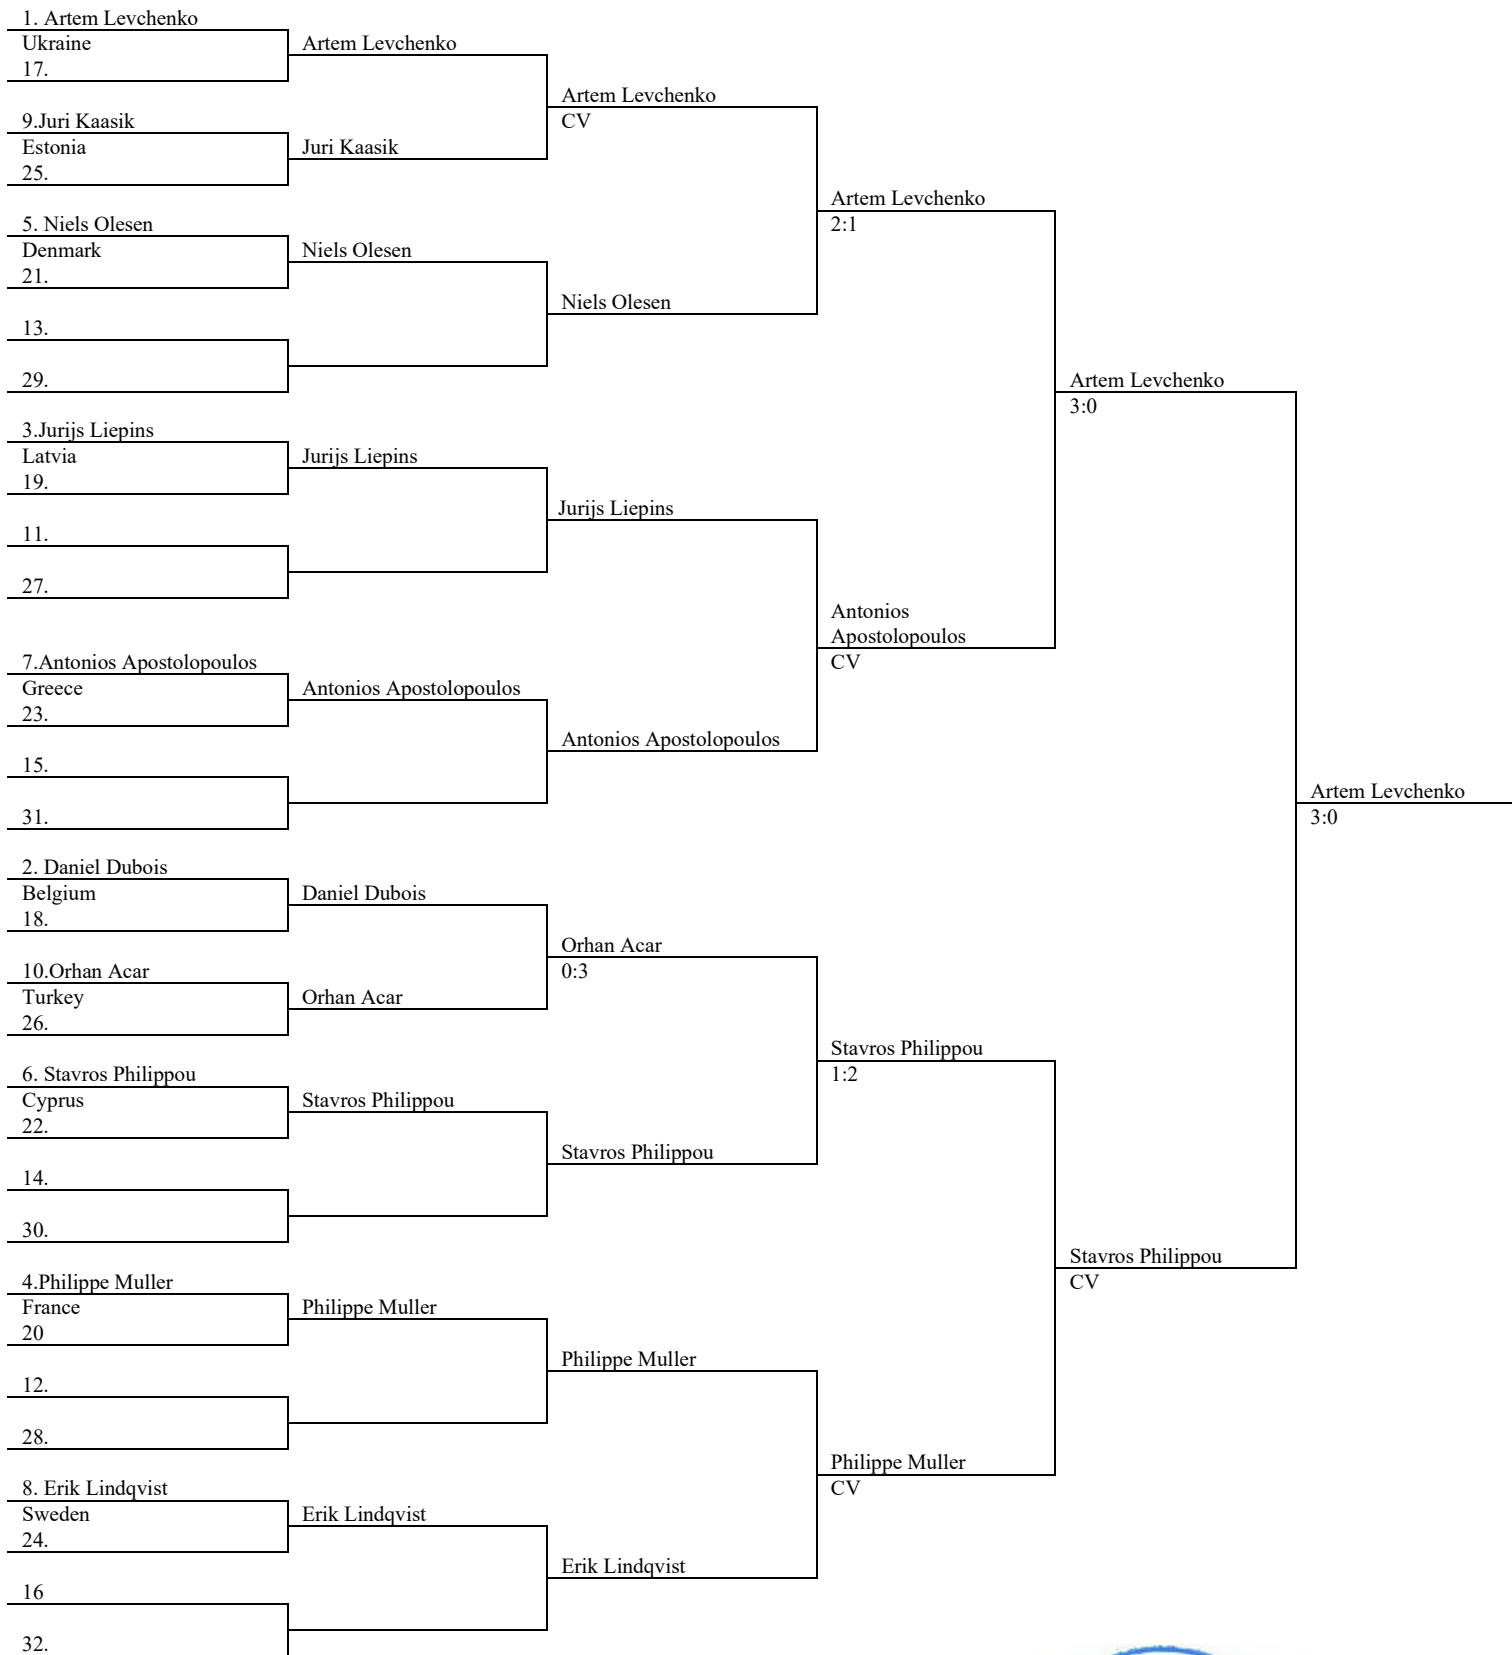 1. Artem Levchenko
Ukraine
17.
Artem Levchenko
9.Juri Kaasik
Estonia
25.
Juri Kaasik
Artem Levchenko
CV
5. Niels Olesen
Denmark
21.
Niels Olesen
13.
29.
Niels Olesen
Artem Levchenko
2:1
3.Jurijs Liepins
Latvia
19.
Jurijs Liepins
11.
27.
Jurijs Liepins
7.Antonios Apostolopoulos
Greece
23.
Antonios Apostolopoulos
15.
31.
Antonios Apostolopoulos
Antonios
Apostolopoulos
CV
Artem Levchenko
3:0
2. Daniel Dubois
Belgium
18.
Daniel Dubois
10.Orhan Acar
Turkey
26.
Orhan Acar
Orhan Acar
0:3
6. Stavros Philippou
Cyprus
22.
Stavros Philippou
14.
30.
Stavros Philippou
Stavros Philippou
1:2
4.Philippe Muller
France
20
Philippe Muller
12.
28.
Philippe Muller
8. Erik Lindqvist
Sweden
24.
Erik Lindqvist
16
32.
Erik Lindqvist
Philippe Muller
CV
Stavros Philippou
CV
Artem Levchenko
3:0